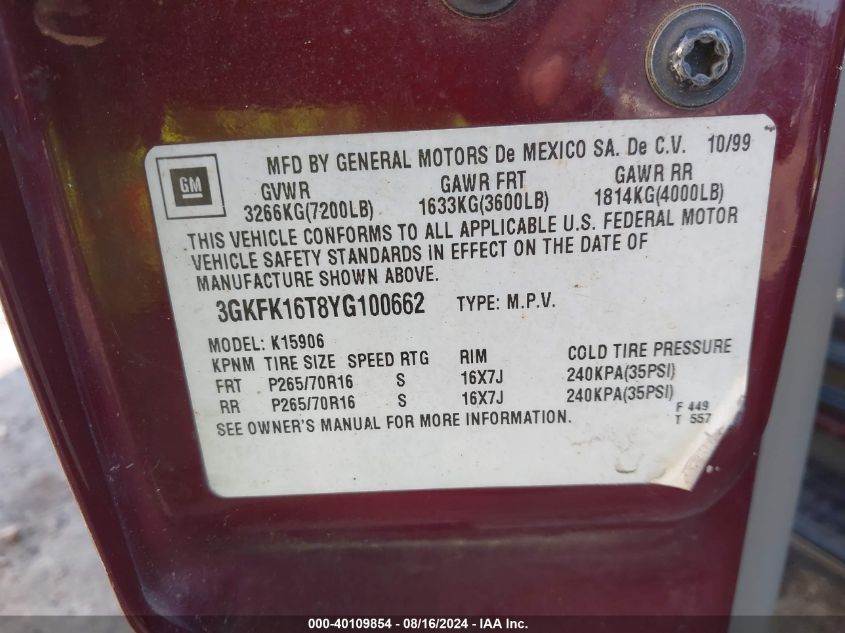 GM
MFD BY GENERAL MOTORS De MEXICO SA. De C.V. 10/99
GVWR GAWR FRT GAWR RR
3266KG(7200LB) 1633KG(3600LB) 1814KG(4000LB)
THIS VEHICLE CONFORMS TO ALL APPLICABLE U.S. FEDERAL MOTOR
VEHICLE SAFETY STANDARDS IN EFFECT ON THE DATE OF
MANUFACTURE SHOWN ABOVE.
3GKFK16T8YG100662 TYPE: M.P.V.
MODEL: K15906
KPNM TIRE SIZE SPEED RTG RIM COLD TIRE PRESSURE
FRT P265/70R16 S 16X7J 240KPA(35PSI)
RR P265/70R16 S 16X7J 240KPA(35PSI)
SEE OWNER'S MANUAL FOR MORE INFORMATION.
F 449
T 557
000-40109854 - 08/16/2024 - IAA Inc.